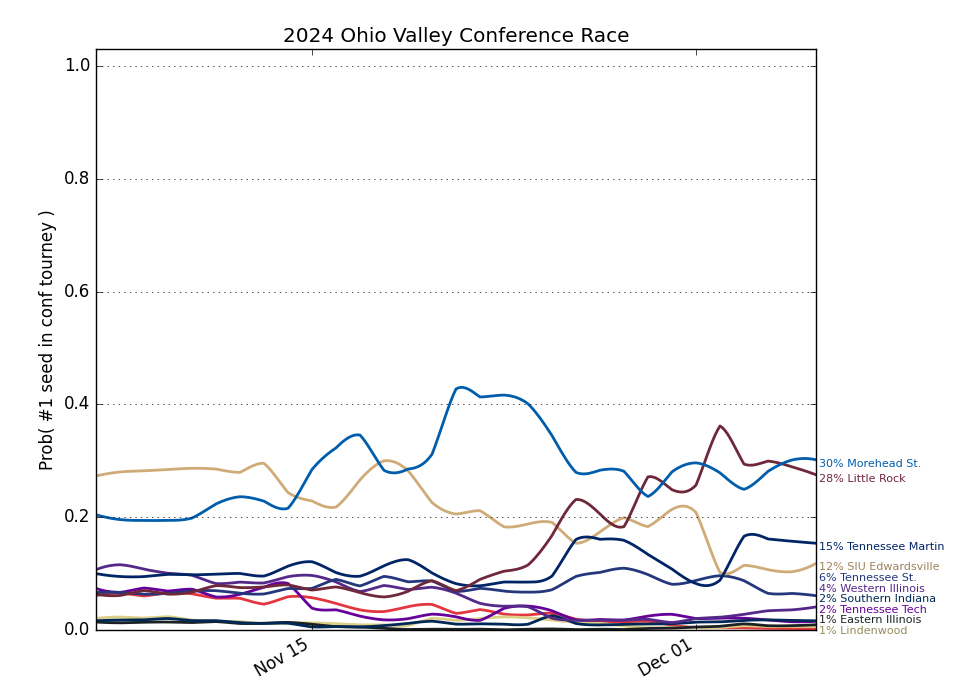 2024 Ohio Valley Conference Race
Prob( #1 seed in conf tourney )
1.0
0.8
0.6
0.4
0.2
0.0
Nov 15
Dec 01
30% Morehead St.
28% Little Rock
15% Tennessee Martin
12% SIU Edwardsville
6% Tennessee St.
4% Western Illinois
2% Southern Indiana
2% Tennessee Tech
1% Eastern Illinois
1% Lindenwood